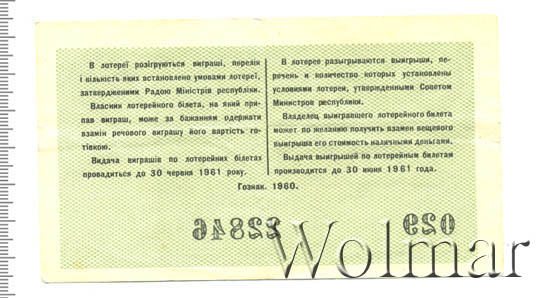 В лотереї розігруються виграші, перелік
і кількість яких встановлено умовами лотереї,
затвердженими Радою Міністрів республіки.
Власник лотерейного білета, на який при-
пав виграш, може за бажанням одержати
взамін речового виграшу його вартість го-
тівкою.
Видача виграшів по лотерейних білетах
провадиться до 30 червня 1961 року.
В лотерее разыгрываются выигрыши, пе-
речень и количество которых установлены
условиями лотереи, утвержденными Советом
Министров республики.
Владелец выигравшего лотерейного билета
может по желанию получить взамен вещевого
выигрыша его стоимость наличными деньгами.
Выдача выигрышей по лотерейным билетам
производится до 30 июня 1961 года.
Гознак. 1960.
029
22846
Wolmar